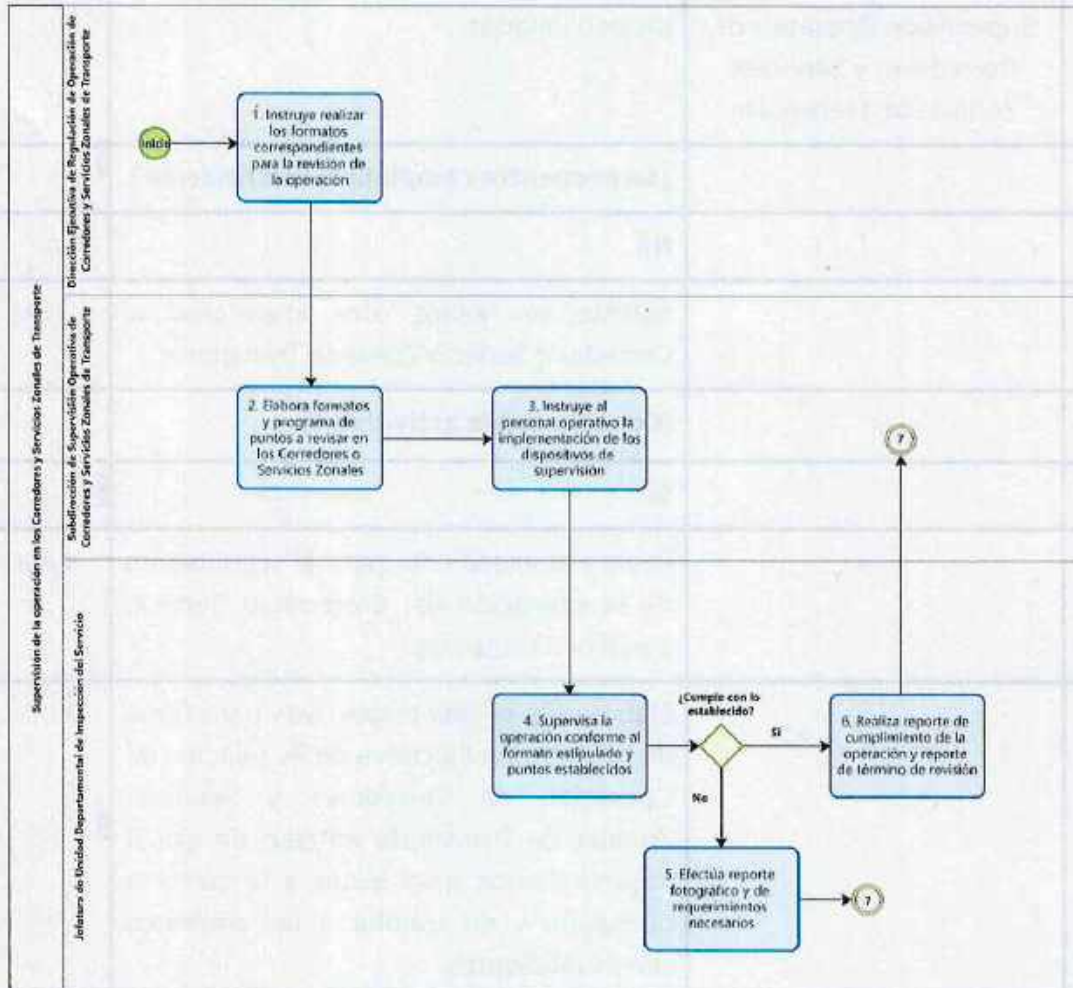 Supervisión de la operación en los Corredores y Servicios Zonales de Transporte
Dirección Ejecutiva de Regulación de Operación de
Corredores y Servicios Zonales de Transporte
Inicio
1. Instruye realizar
los formatos
correspondientes
para la revisión de
la operación
Subdirección de Supervisión Operativa de
Corredores y Servicios Zonales de Transporte
2. Elabora formatos
y programa de
puntos a revisar en
los Corredores o
Servicios Zonales
3. Instruye al
personal operativo la
implementación de los
dispositivos de
supervisión
7
Jefatura de Unidad Departamental de Inspección del Servicio
4. Supervisa la
operación conforme al
formato estipulado y
puntos establecidos
¿Cumple con lo
establecido?
Si
No
6. Realiza reporte de
cumplimiento de la
operación y reporte
de término de revisión
5. Efectúa reporte
fotográfico y de
requerimientos
necesarios
7